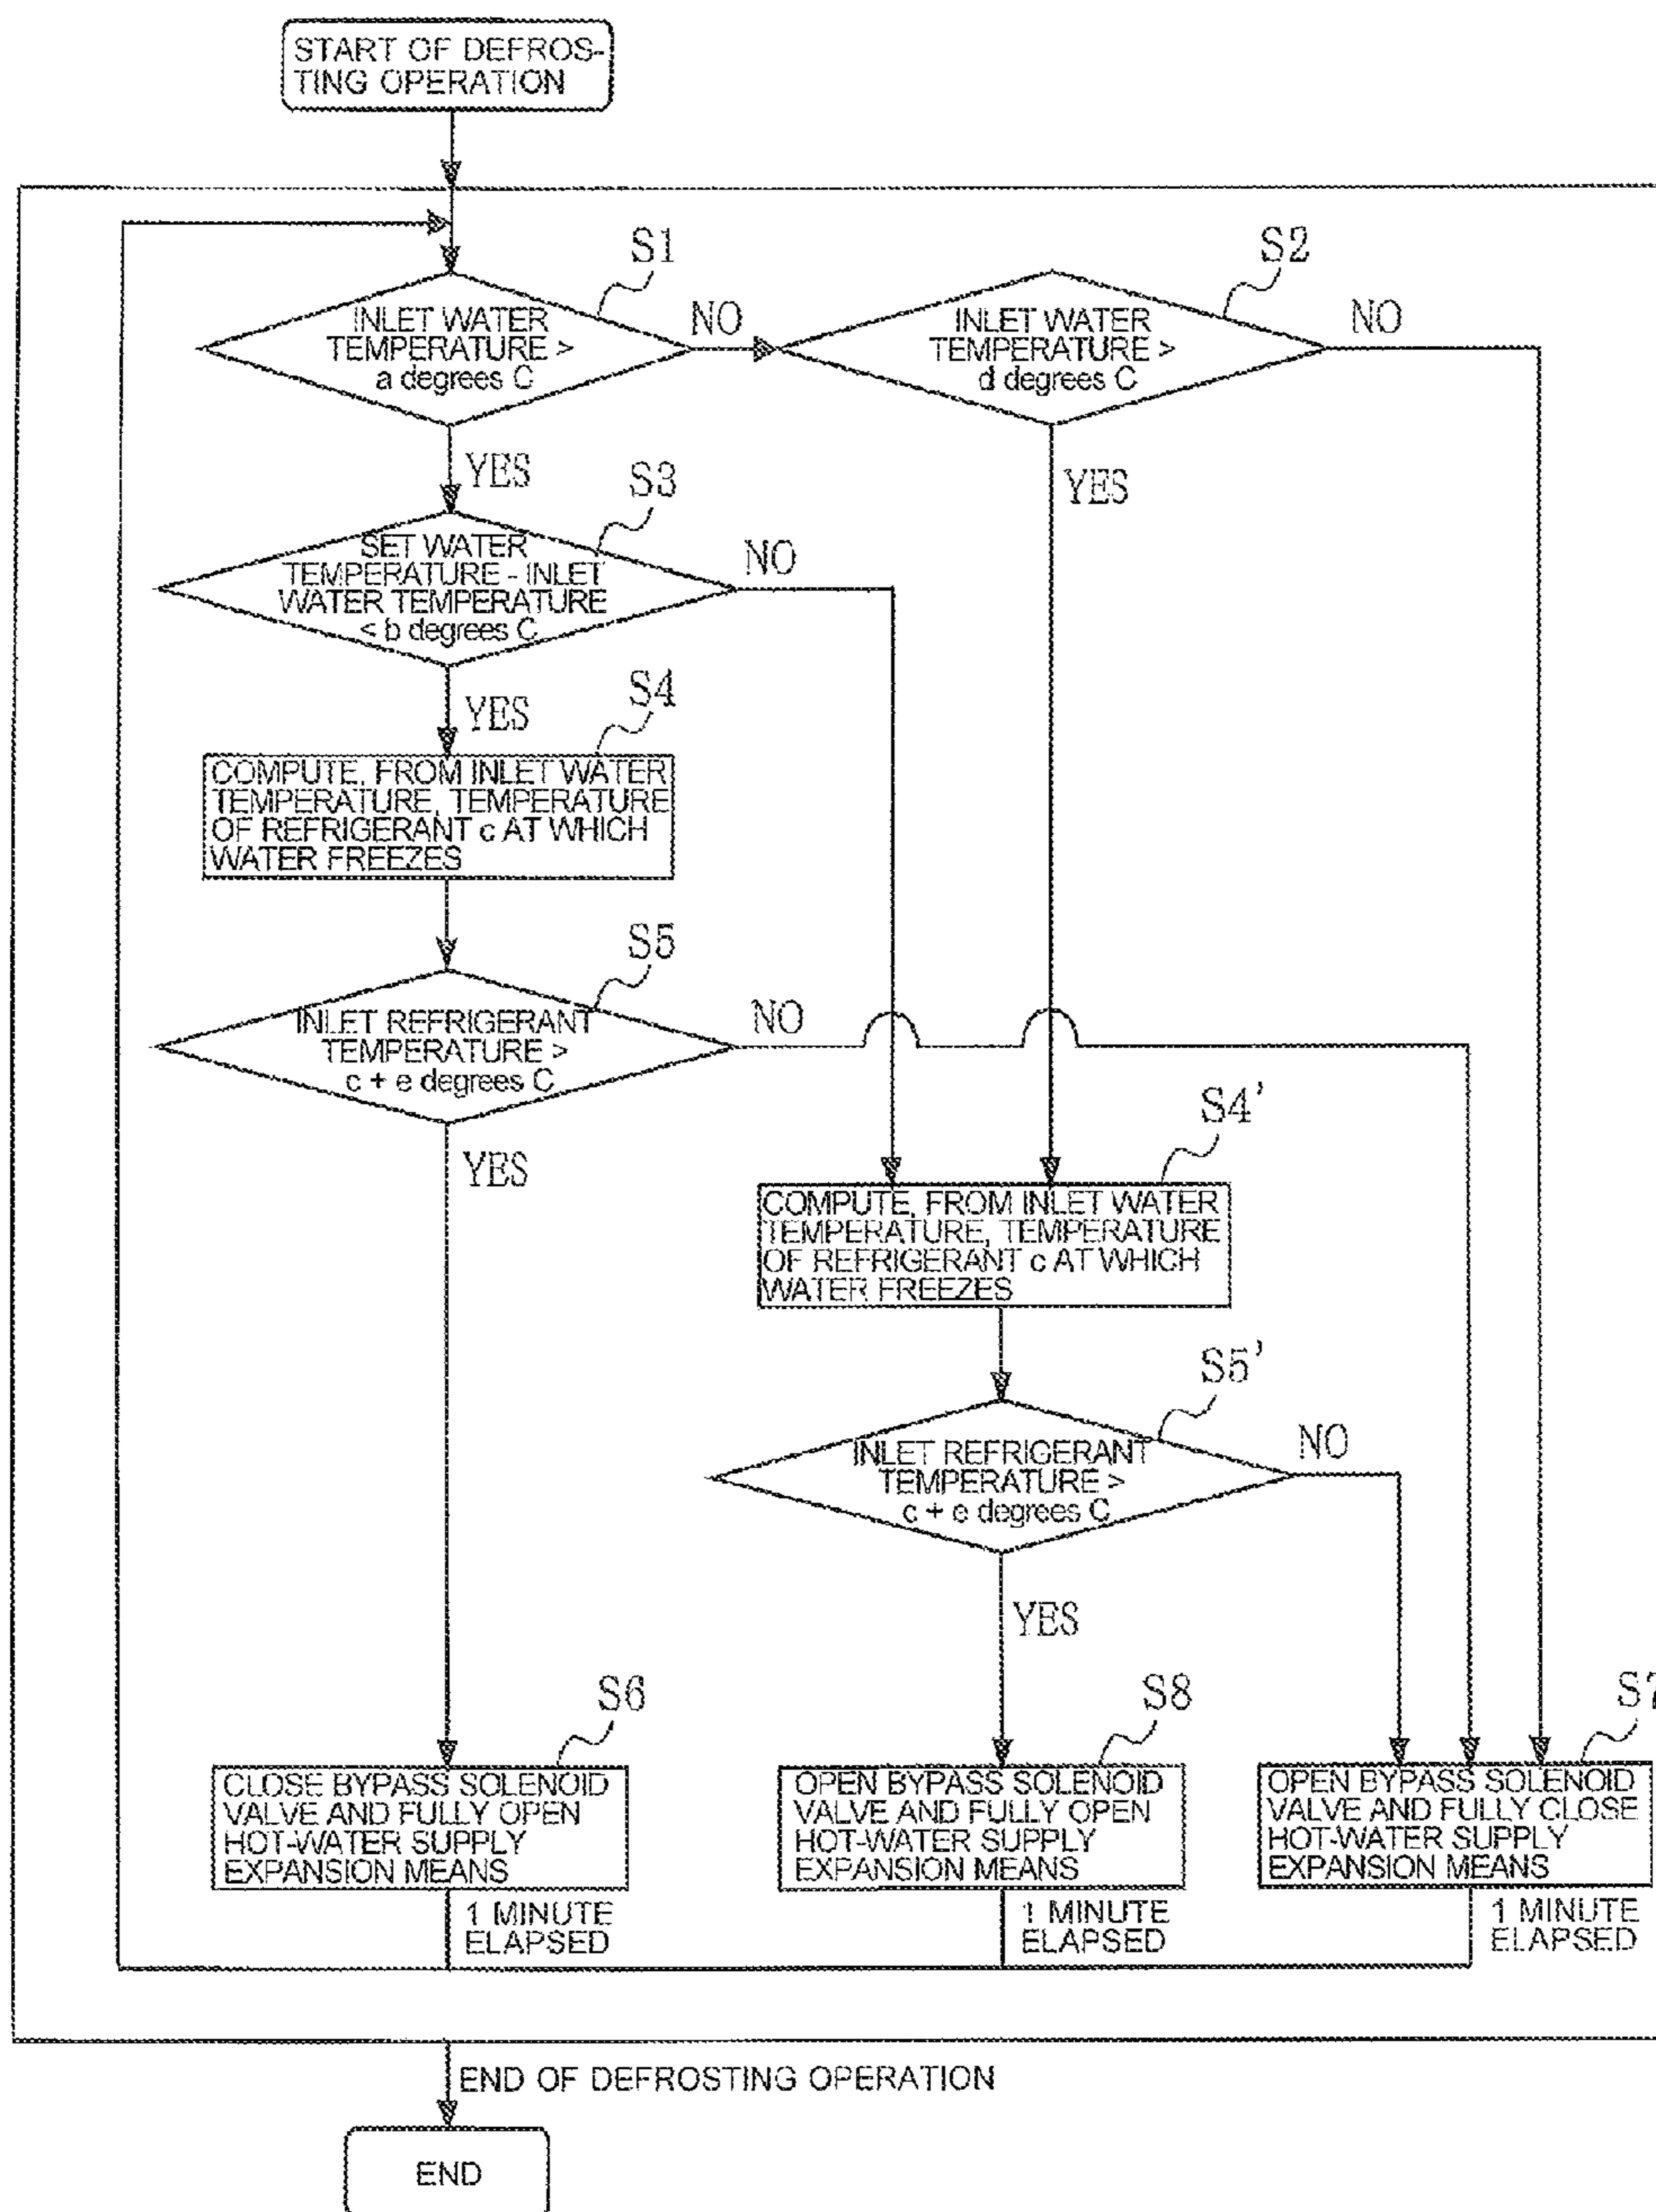 START OF DEFROS-
TING OPERATION
S1
INLET WATER
TEMPERATURE >
a degrees C
NO
S2
INLET WATER
TEMPERATURE >
d degrees C
NO
YES
YES
S3
SET WATER
TEMPERATURE - INLET
WATER TEMPERATURE
< b degrees C
NO
YES
S4
COMPUTE, FROM INLET WATER
TEMPERATURE, TEMPERATURE
OF REFRIGERANT c AT WHICH
WATER FREEZES
S5
INLET REFRIGERANT
TEMPERATURE >
c + e degrees C
NO
YES
S4'
COMPUTE, FROM INLET WATER
TEMPERATURE, TEMPERATURE
OF REFRIGERANT c AT WHICH
WATER FREEZES
S5'
INLET REFRIGERANT
TEMPERATURE >
c + e degrees C
NO
YES
S6
CLOSE BYPASS SOLENOID
VALVE AND FULLY OPEN
HOT-WATER SUPPLY
EXPANSION MEANS
1 MINUTE
ELAPSED
S8
OPEN BYPASS SOLENOID
VALVE AND FULLY OPEN
HOT-WATER SUPPLY
EXPANSION MEANS
1 MINUTE
ELAPSED
S7
OPEN BYPASS SOLENOID
VALVE AND FULLY CLOSE
HOT-WATER SUPPLY
EXPANSION MEANS
1 MINUTE
ELAPSED
END OF DEFROSTING OPERATION
END